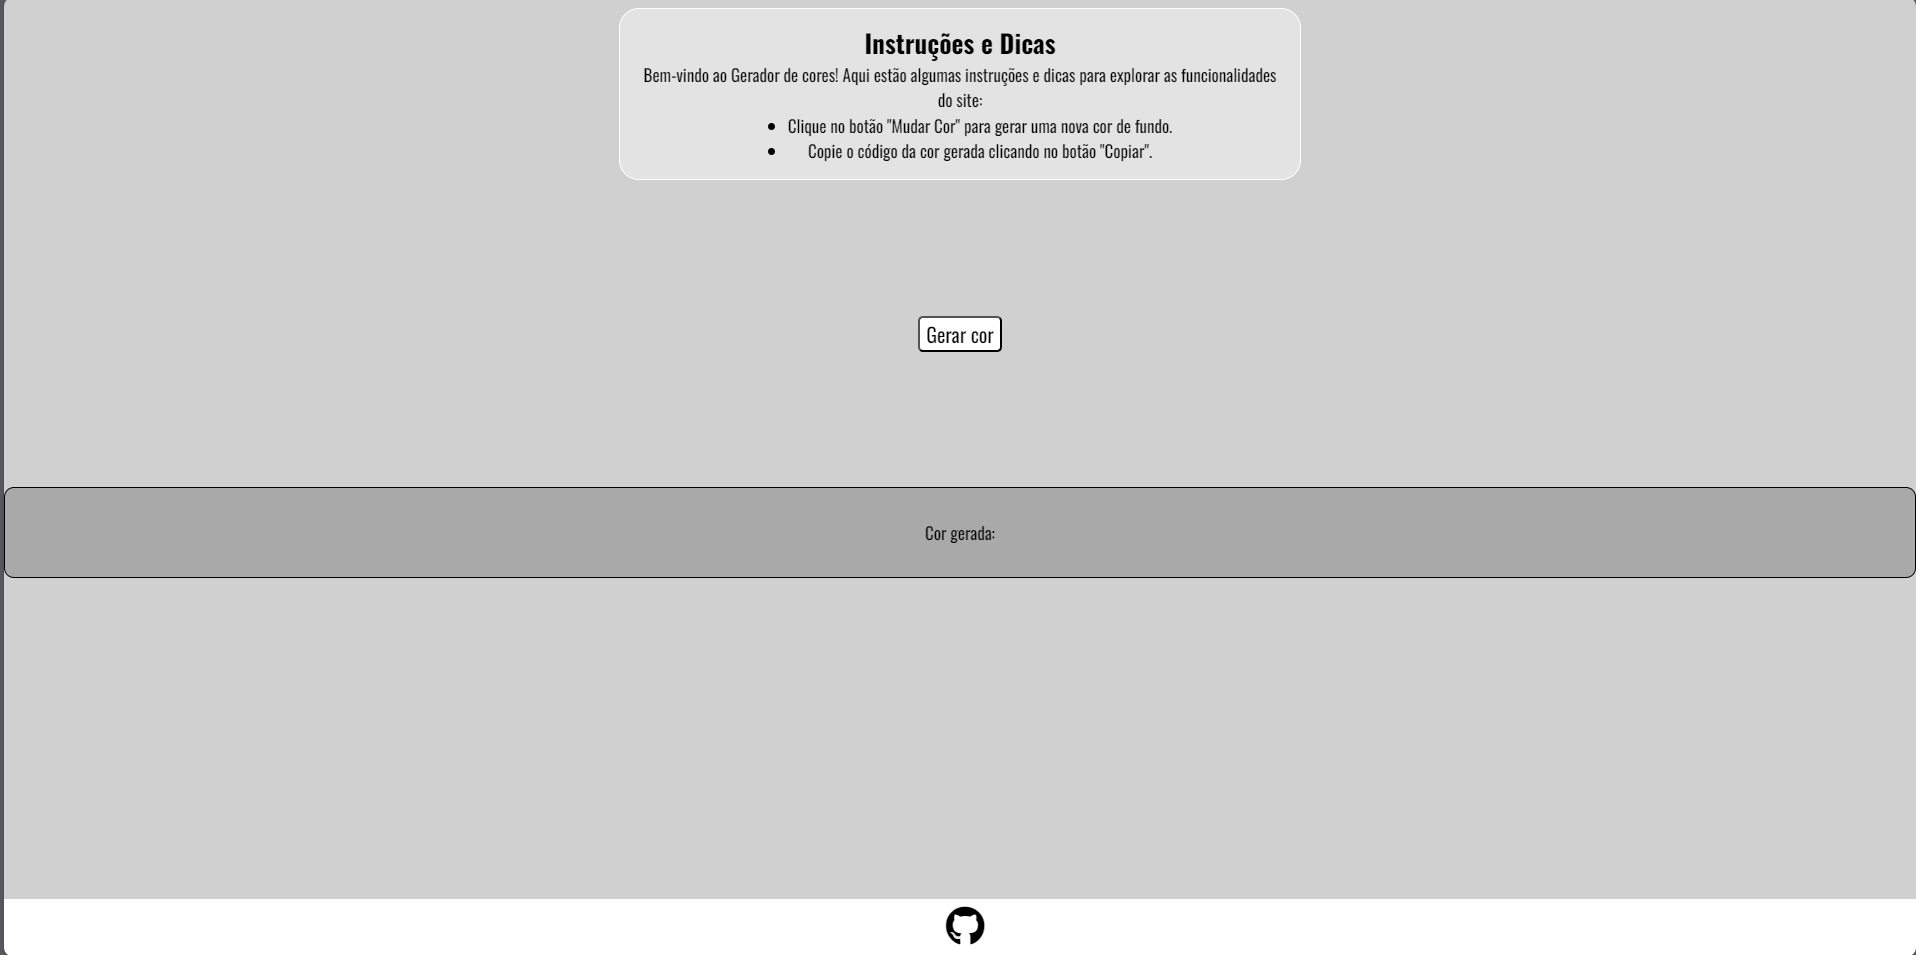 Instruções e Dicas
Bem-vindo ao Gerador de cores! Aqui estão algumas instruções e dicas para explorar as funcionalidades
do site:
Clique no botão "Mudar Cor" para gerar uma nova cor de fundo.
Copie o código da cor gerada clicando no botão "Copiar".
Gerar cor
Cor gerada: